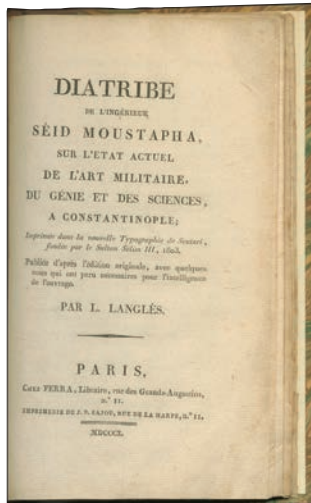 DIATRIBE
DE L'INGÉNIEUR
SÉID MOUSTAPHA,
SUR L'ETAT ACTUEL
DE L'ART MILITAIRE,
DU GÉNIE ET DES SCIENCES,
A CONSTANTINOPLE;
Imprimée dans la nouvelle Typographie de Scutari,
fondée par le Sultan Sélim III, 1803.
Publiée d'après l'édition originale, avec quelques
notes qui ont paru nécessaires pour l'intelligence
de l'ouvrage.
PAR L. LANGLÈS.
PARIS,
Chez FERRA, Libraire, rue des Grands-Augustins,
n.° 11.
IMPRIMERIE DE J. B. SAJOU, RUE DE LA HARPE, n.° 11.
MDCCCX.